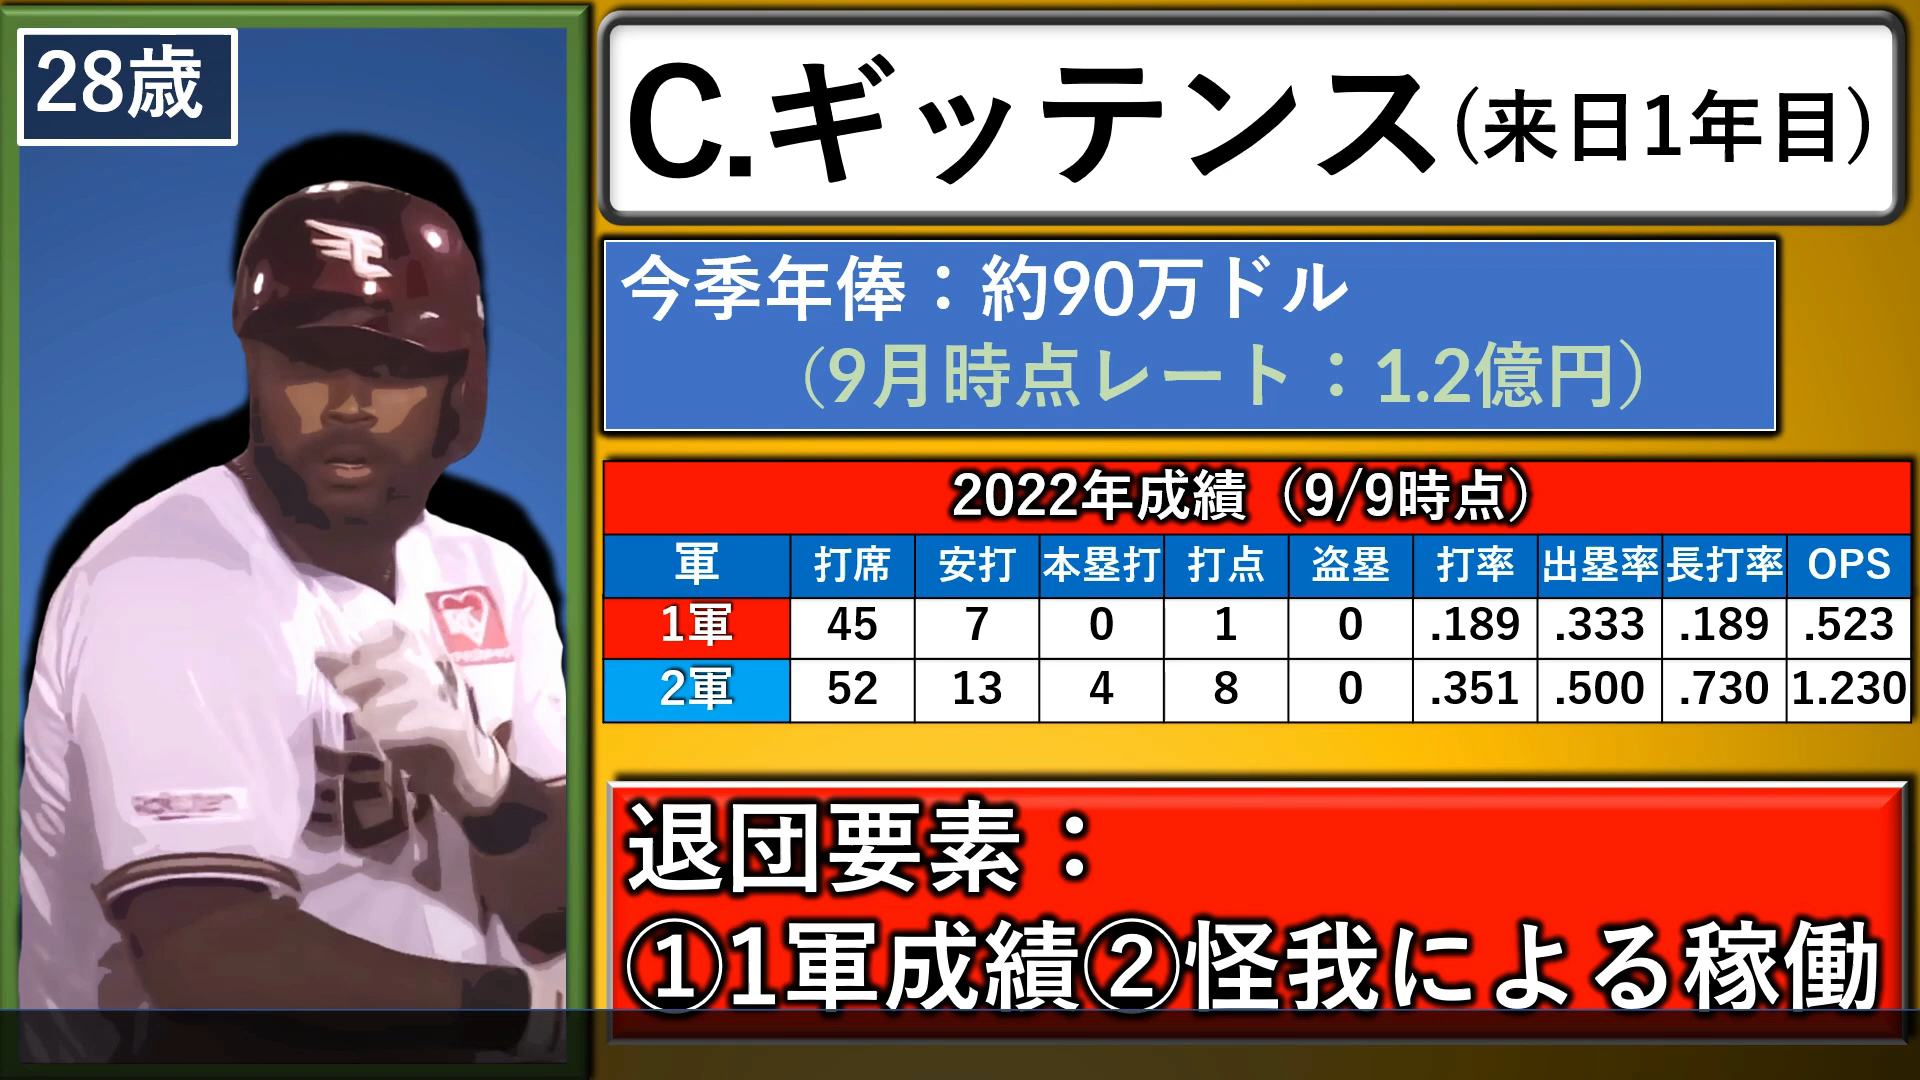 28歳
C.ギッテンス(来日1年目)
今季年俸：約90万ドル
(9月時点レート：1.2億円)
2022年成績（9/9時点）
軍 打席 安打 本塁打 打点 盗塁 打率 出塁率 長打率 OPS
1軍 45 7 0 1 0 .189 .333 .189 .523
2軍 52 13 4 8 0 .351 .500 .730 1.230
退団要素：
①1軍成績②怪我による稼働